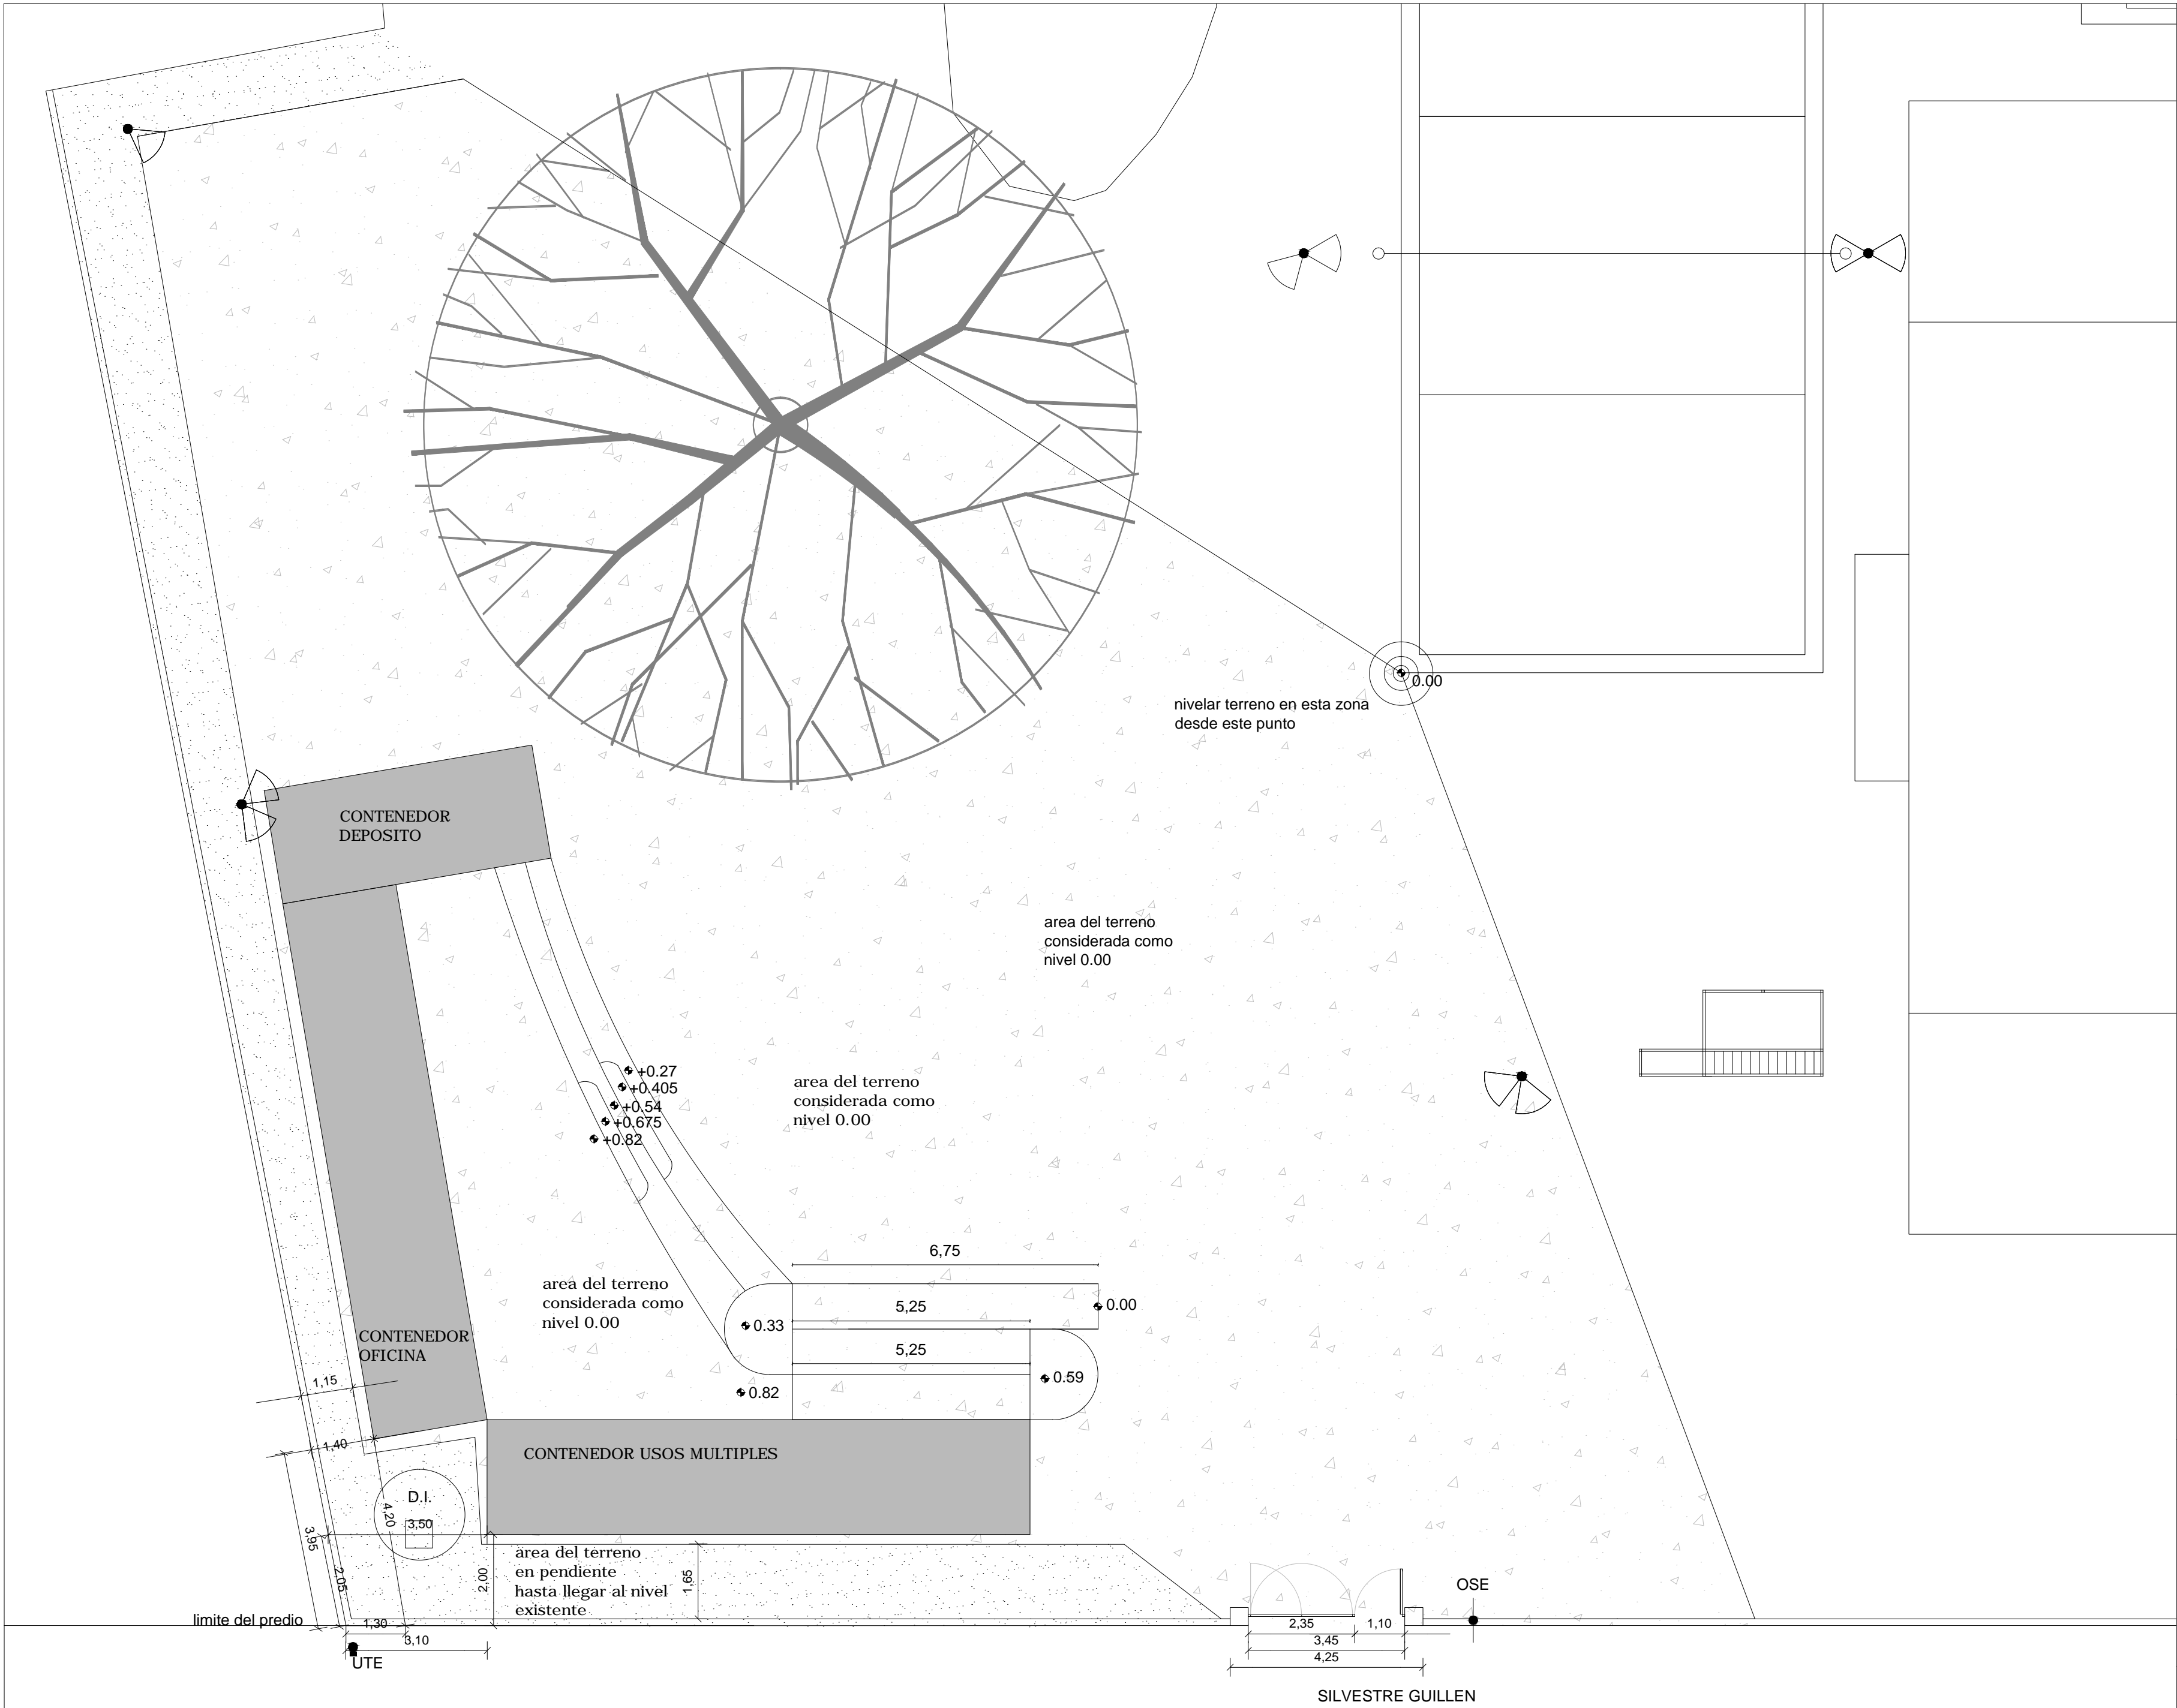 0.00
nivelar terreno en esta zona
desde este punto
CONTENEDOR
DEPOSITO
area del terreno
considerada como
nivel 0.00
+0.27
+0.405
+0.54
+0.675
+0.82
area del terreno
considerada como
nivel 0.00
6,75
area del terreno
considerada como
nivel 0.00
5,25
0.00
0.33
CONTENEDOR
OFICINA
5,25
0.59
1,15
0.82
1,40
CONTENEDOR USOS MULTIPLES
D.I.
4,20
3,50
3,95
2,05
2,00
area del terreno
en pendiente
hasta llegar al nivel
existente
1,65
OSE
limite del predio
1,30
3,10
UTE
2,35
1,10
3,45
4,25
SILVESTRE GUILLEN